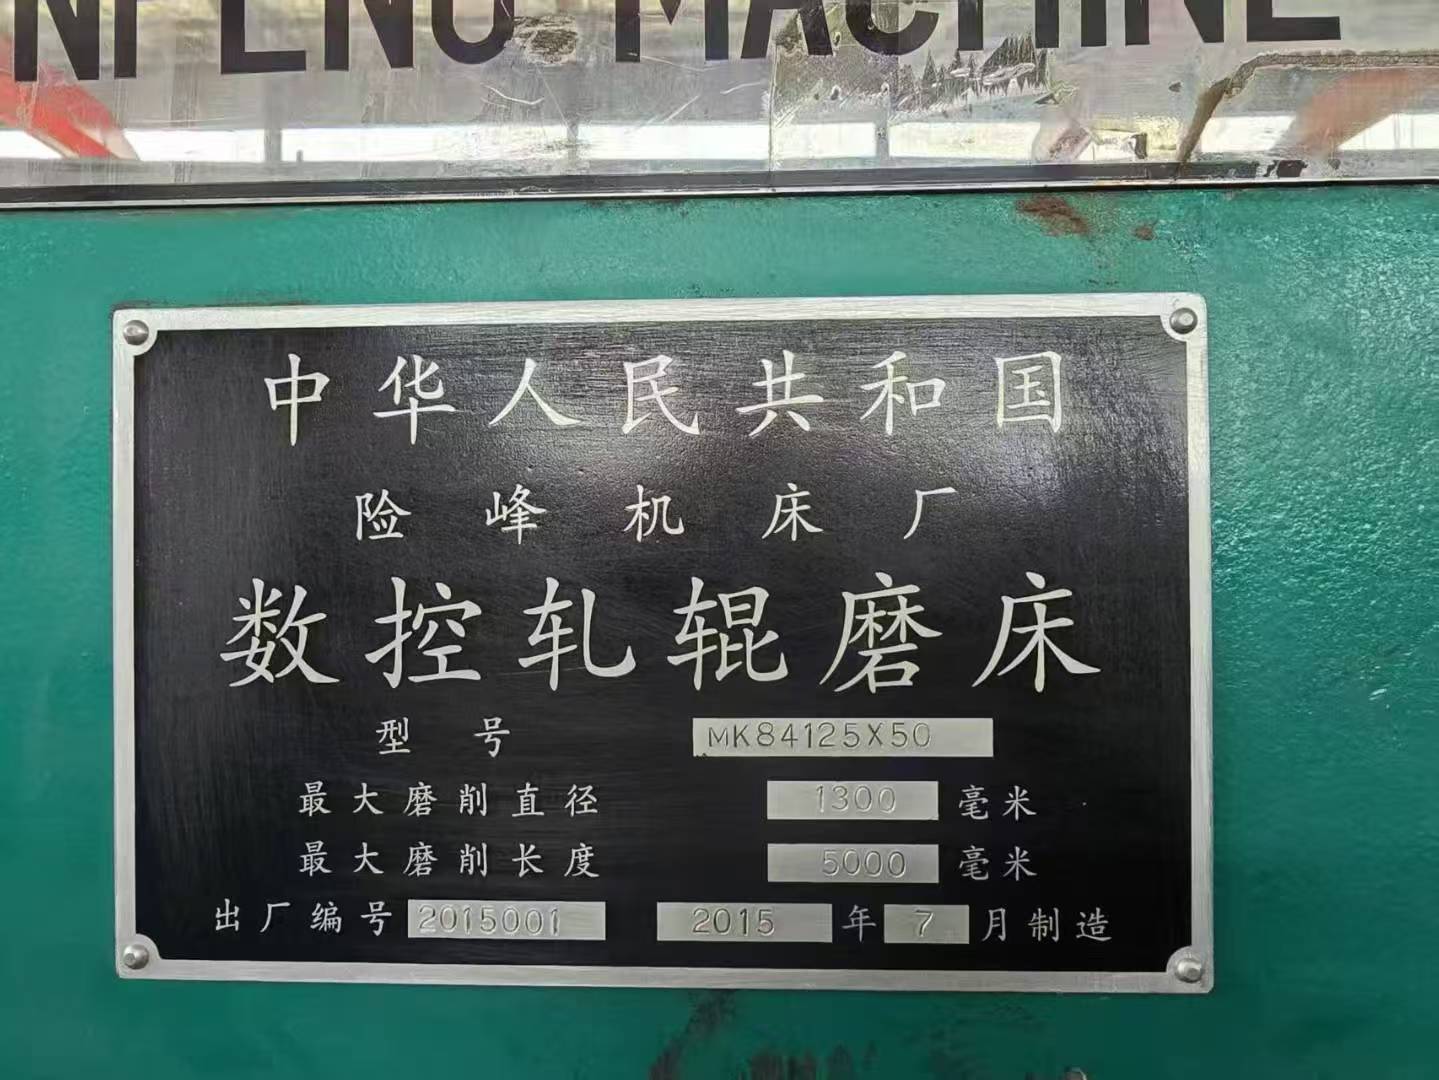 NFENG MACHINE
中华人民共和国
险峰机床厂
数控轧辊磨床
型号 MK84125X50
最大磨削直径 1300 毫米
最大磨削长度 5000 毫米
出厂编号 2015001 2015 年 7 月制造